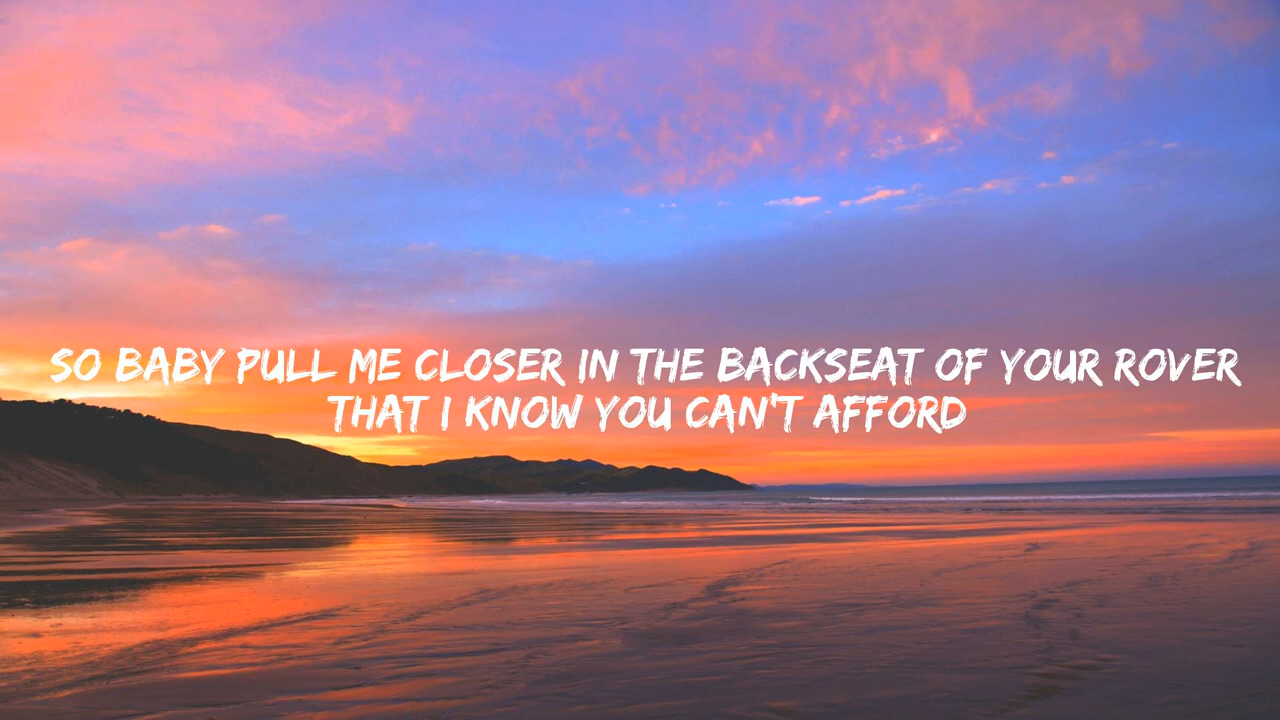 SO BABY PULL ME CLOSER IN THE BACKSEAT OF YOUR ROVER
THAT I KNOW YOU CAN'T AFFORD